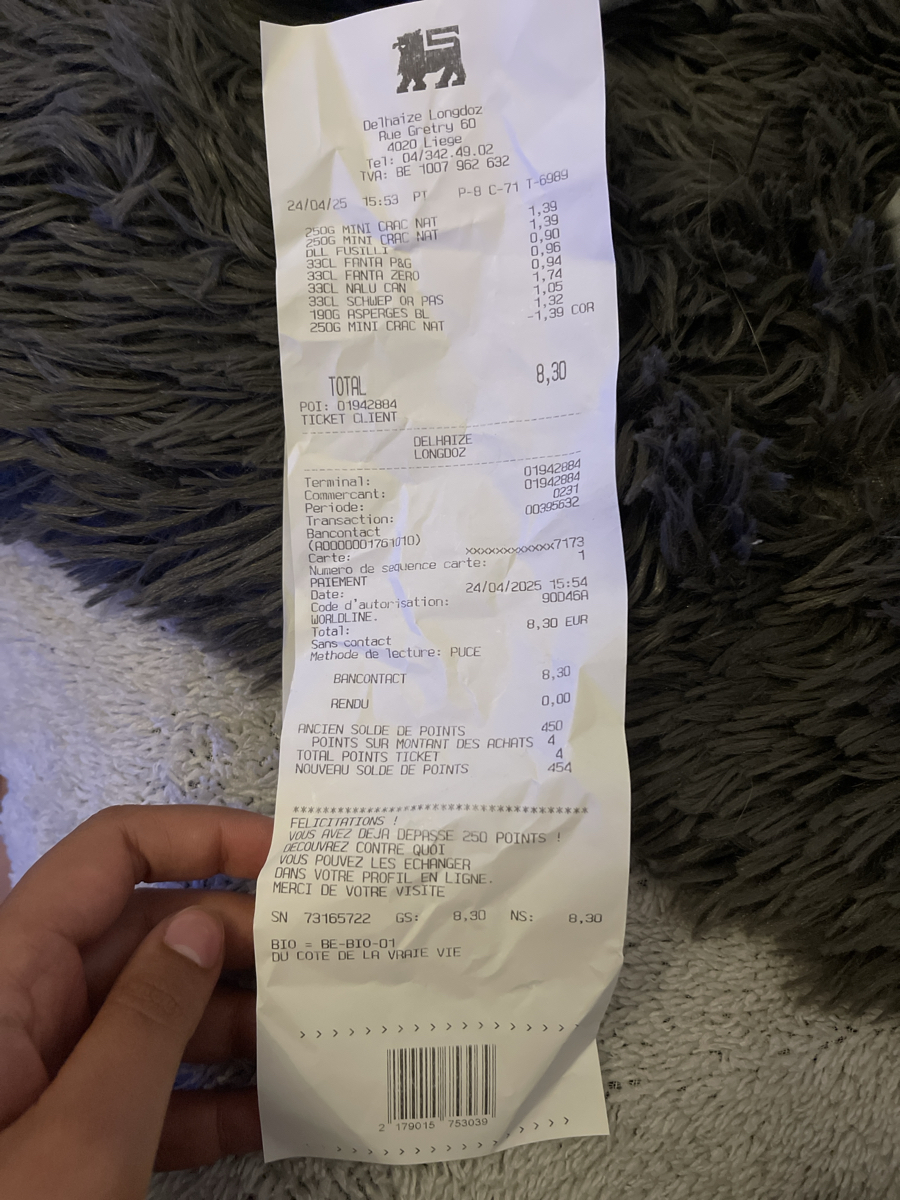 Delhaize Longdoz
Rue Gretry 60
4020 Liege
Tel: 04/342.49.02
TVA: BE 1007 962 632
24/04/25 15:53 PT P-8 C-71 T-6989
250G MINI CRAC NAT 1,39
250G MINI CRAC NAT 1,39
DLL FUSILLI 0,90
33CL FANTA P&G 0,96
33CL FANTA ZERO 0,94
33CL NALU CAN 1,74
33CL SCHWEP OR PAS 1,05
190G ASPERGES BL 1,32
250G MINI CRAC NAT -1,39 COR
TOTAL 8,30
POI: 01942884
TICKET CLIENT
DELHAIZE
LONGDOZ
Terminal: 01942884
Commercant: 01942884
Periode: 0231
Transaction: 00395632
Bancontact
(A0000001761010)
Carte: xxxxxxxxxxxx7173
Numero de sequence carte: 1
PAIEMENT
Date: 24/04/2025 15:54
Code d'autorisation: 90D46A
WORLDLINE.
Total: 8,30 EUR
Sans contact
Methode de lecture: PUCE
BANCONTACT 8,30
RENDU 0,00
ANCIEN SOLDE DE POINTS 450
POINTS SUR MONTANT DES ACHATS 4
TOTAL POINTS TICKET 4
NOUVEAU SOLDE DE POINTS 454
****************************************
FELICITATIONS !
VOUS AVEZ DEJA DEPASSE 250 POINTS !
DECOUVREZ CONTRE QUOI
VOUS POUVEZ LES ECHANGER
DANS VOTRE PROFIL EN LIGNE.
MERCI DE VOTRE VISITE
SN 73165722 GS: 8,30 NS: 8,30
BIO = BE-BIO-01
DU COTE DE LA VRAIE VIE
> > > > > > > > > > > > > > > > > >
2 179015 753039
> > > > > > > > > > > > > > >